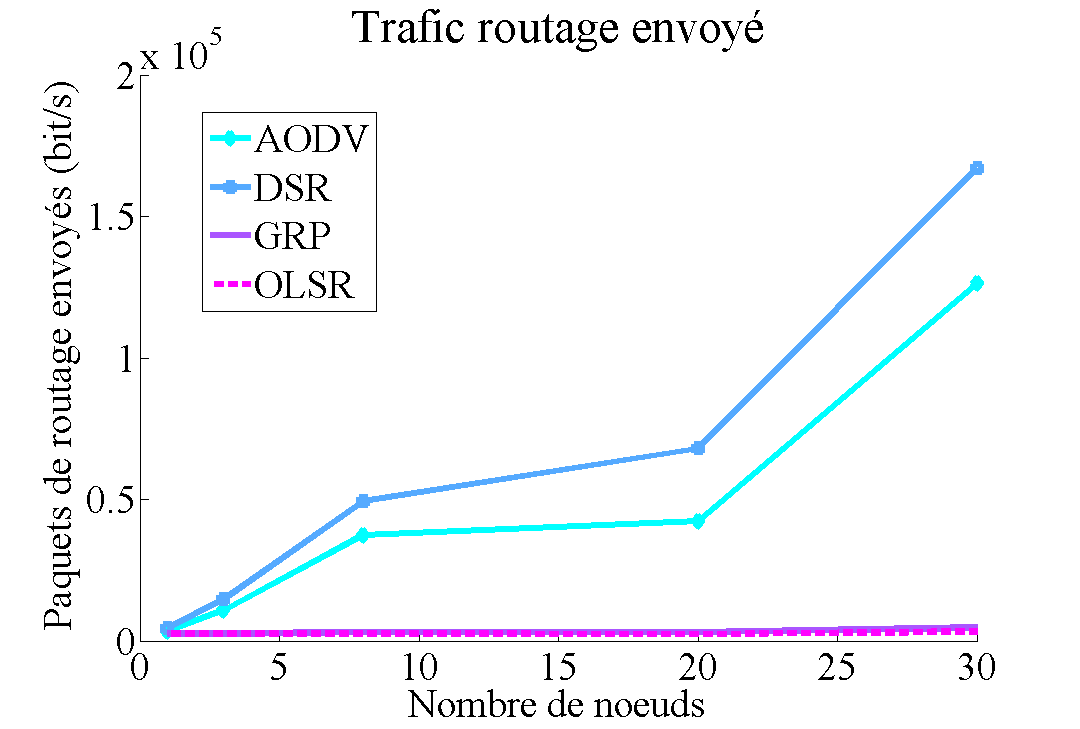 Trafic routage envoyé
x 10^5
2
1.5
1
0.5
0
Paquets de routage envoyés (bit/s)
AODV
DSR
GRP
OLSR
0 5 10 15 20 25 30
Nombre de noeuds